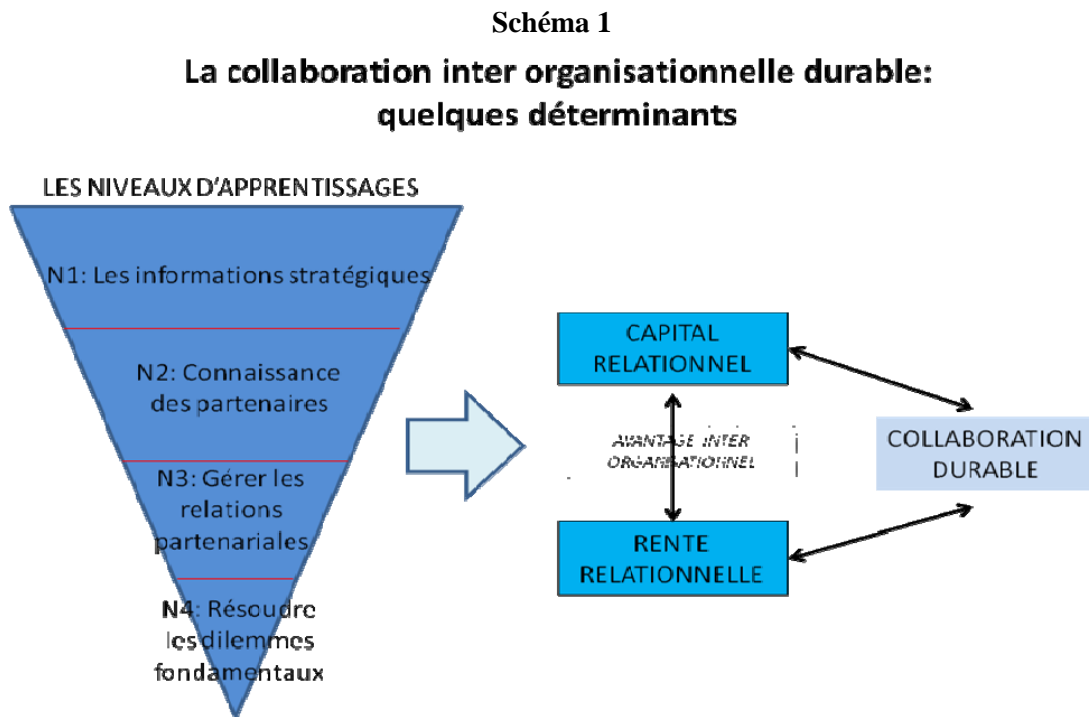 Schéma 1
La collaboration inter organisationnelle durable:
quelques déterminants
LES NIVEAUX D'APPRENTISSAGES
N1: Les informations stratégiques
N2: Connaissance
des partenaires
N3: Gérer les
relations
partenariales
N4: Résoudre
les dilemmes
fondamentaux
CAPITAL
RELATIONNEL
AVANTAGE INTER
ORGANISATIONNEL
RENTE
RELATIONNELLE
COLLABORATION
DURABLE